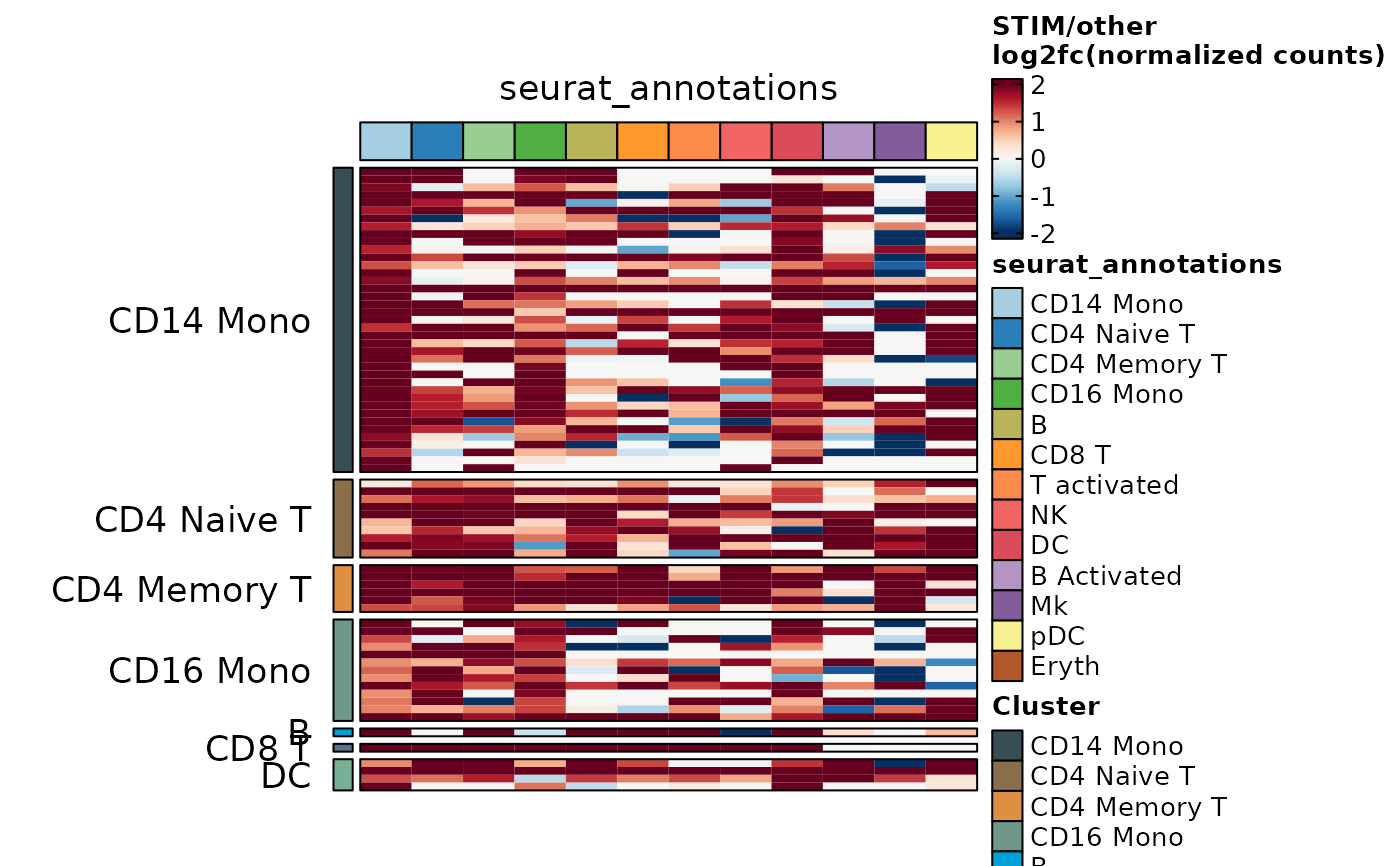 STIM/other
log2fc(normalized counts)
2
1
0
-1
-2
seurat_annotations
CD14 Mono
CD4 Naive T
CD4 Memory T
CD16 Mono
B
CD8 T
DC
seurat_annotations
CD14 Mono
CD4 Naive T
CD4 Memory T
CD16 Mono
B
CD8 T
T activated
NK
DC
B Activated
Mk
pDC
Eryth
Cluster
CD14 Mono
CD4 Naive T
CD4 Memory T
CD16 Mono
B